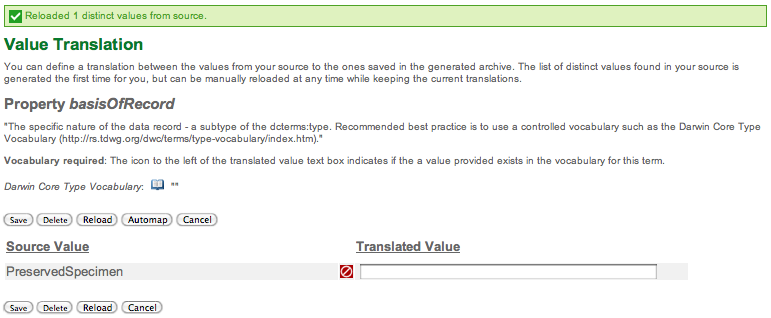 Reloaded 1 distinct values from source.
Value Translation
You can define a translation between the values from your source to the ones saved in the generated archive. The list of distinct values found in your source is
generated the first time for you, but can be manually reloaded at any time while keeping the current translations.
Property basisOfRecord
"The specific nature of the data record - a subtype of the dcterms:type. Recommended best practice is to use a controlled vocabulary such as the Darwin Core Type
Vocabulary (http://rs.tdwg.org/dwc/terms/type-vocabulary/index.htm)."
Vocabulary required: The icon to the left of the translated value text box indicates if the a value provided exists in the vocabulary for this term.
Darwin Core Type Vocabulary: ""
Save Delete Reload Automap Cancel
Source Value Translated Value
PreservedSpecimen
Save Delete Reload Cancel